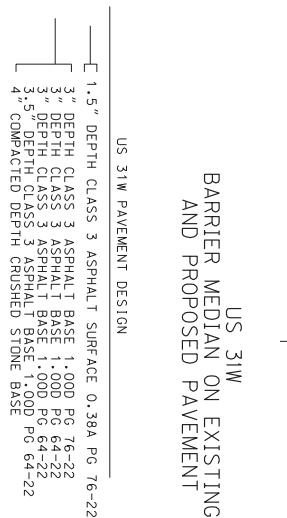 US 31W
BARRIER MEDIAN ON EXISTING
AND PROPOSED PAVEMENT
US 31W PAVEMENT DESIGN
1.5" DEPTH CLASS 3 ASPHALT SURFACE 0.38A PG 76-22
3" DEPTH CLASS 3 ASPHALT BASE 1.00D PG 76-22
3" DEPTH CLASS 3 ASPHALT BASE 1.00D PG 64-22
3" DEPTH CLASS 3 ASPHALT BASE 1.00D PG 64-22
3.5" DEPTH CLASS 3 ASPHALT BASE 1.00D PG 64-22
4" COMPACTED DEPTH CRUSHED STONE BASE